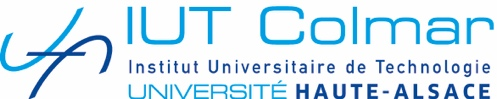 IUT Colmar
Institut Universitaire de Technologie
UNIVERSITÉ HAUTE-ALSACE